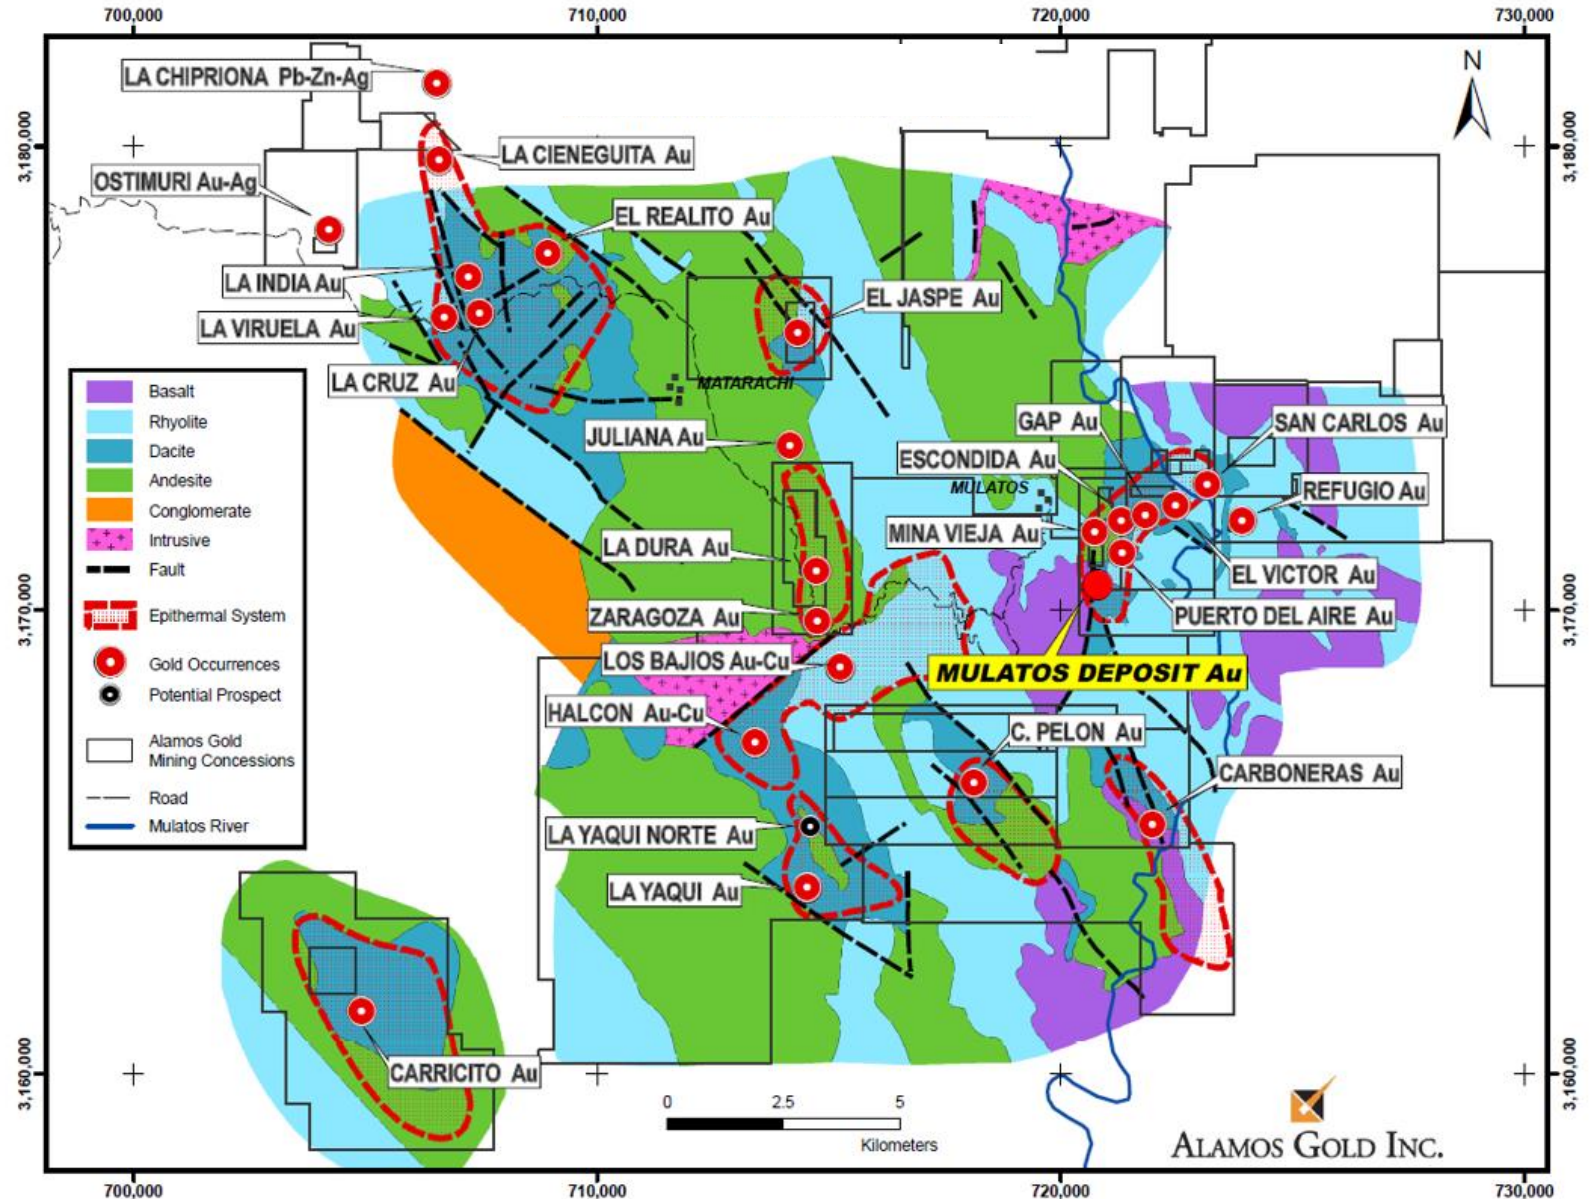 700,000
710,000
720,000
730,000
3,180,000
3,180,000
3,170,000
3,170,000
3,160,000
3,160,000
N
LA CHIPRIONA Pb-Zn-Ag
LA CIENEGUITA Au
OSTIMURI Au-Ag
EL REALITO Au
LA INDIA Au
EL JASPE Au
LA VIRUELA Au
LA CRUZ Au
MATARACHI
JULIANA Au
GAP Au
SAN CARLOS Au
ESCONDIDA Au
MULATOS
REFUGIO Au
MINA VIEJA Au
LA DURA Au
EL VICTOR Au
ZARAGOZA Au
PUERTO DEL AIRE Au
LOS BAJIOS Au-Cu
MULATOS DEPOSIT Au
HALCON Au-Cu
C. PELON Au
CARBONERAS Au
LA YAQUI NORTE Au
LA YAQUI Au
CARRICITO Au
Basalt
Rhyolite
Dacite
Andesite
Conglomerate
Intrusive
Fault
Epithermal System
Gold Occurrences
Potential Prospect
Alamos Gold
Mining Concessions
Road
Mulatos River
0 2.5 5
Kilometers
ALAMOS GOLD INC.
700,000
710,000
720,000
730,000